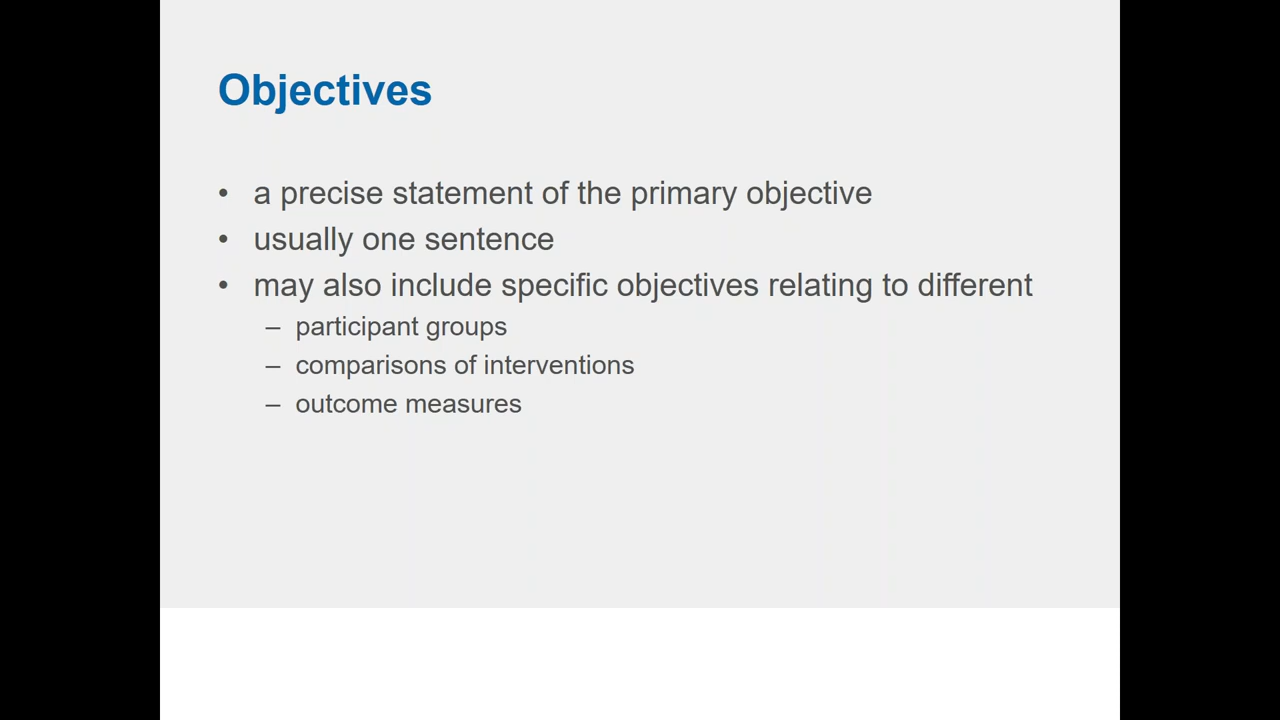 Objectives
• a precise statement of the primary objective
• usually one sentence
• may also include specific objectives relating to different
– participant groups
– comparisons of interventions
– outcome measures